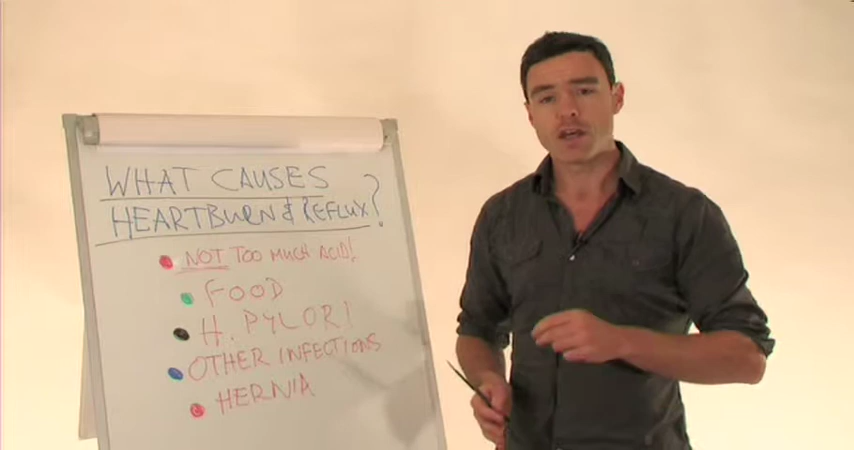 WHAT CAUSES
HEARTBURN & REFLUX?
NOT TOO MUCH ACID!
FOOD
H. PYLORI
OTHER INFECTIONS
HERNIA